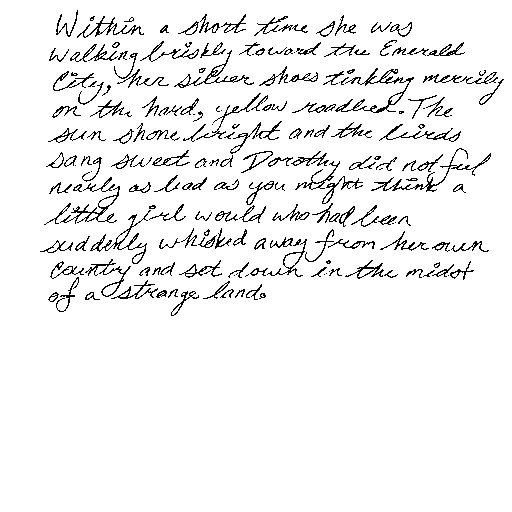 Within a short time she was
walking briskly toward the Emerald
City, her silver shoes tinkling merrily
on the hard, yellow roadbed. The
sun shone bright and the birds
sang sweet and Dorothy did not feel
nearly as bad as you might think a
little girl would who had been
suddenly whisked away from her own
country and set down in the midst
of a strange land.